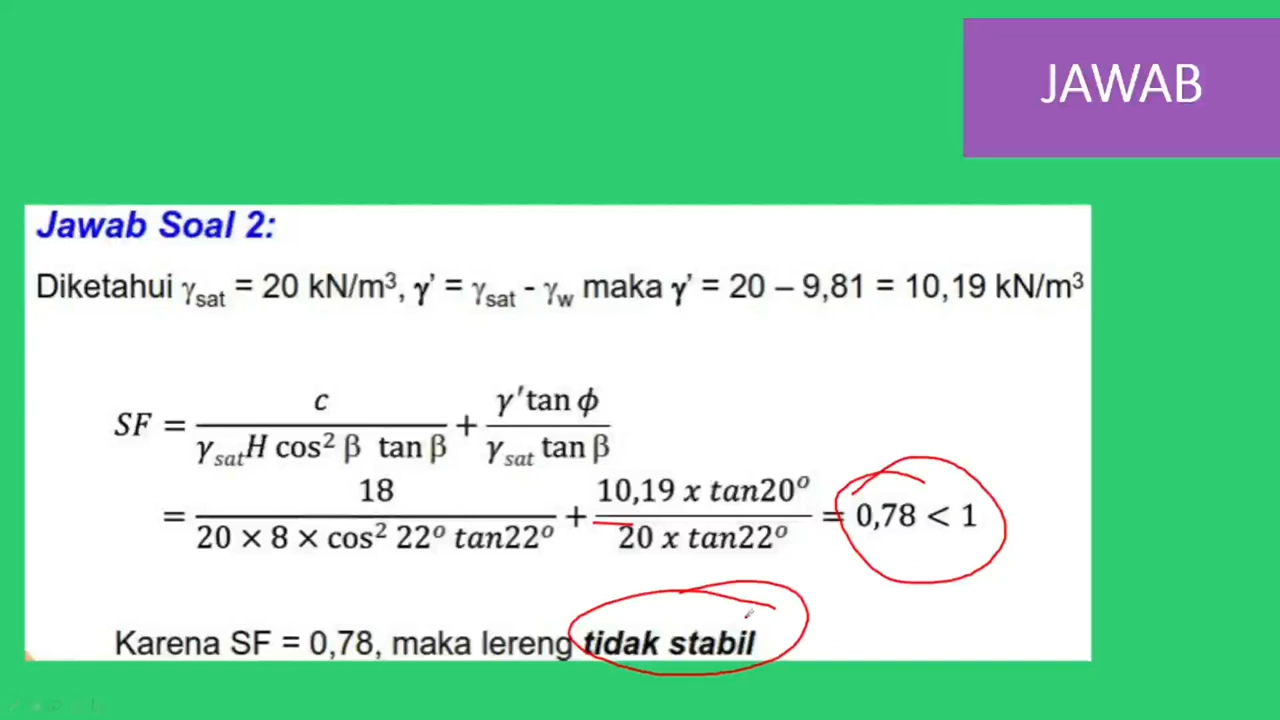 JAWAB
Jawab Soal 2:
Diketahui γsat = 20 kN/m³, γ' = γsat - γw maka γ' = 20 – 9,81 = 10,19 kN/m³
SF = c / (γsat H cos² β tan β) + γ' tan ϕ / (γsat tan β)
= 18 / (20 × 8 × cos² 22° tan22°) + 10,19 x tan20° / (20 x tan22°) = 0,78 < 1
Karena SF = 0,78, maka lereng tidak stabil